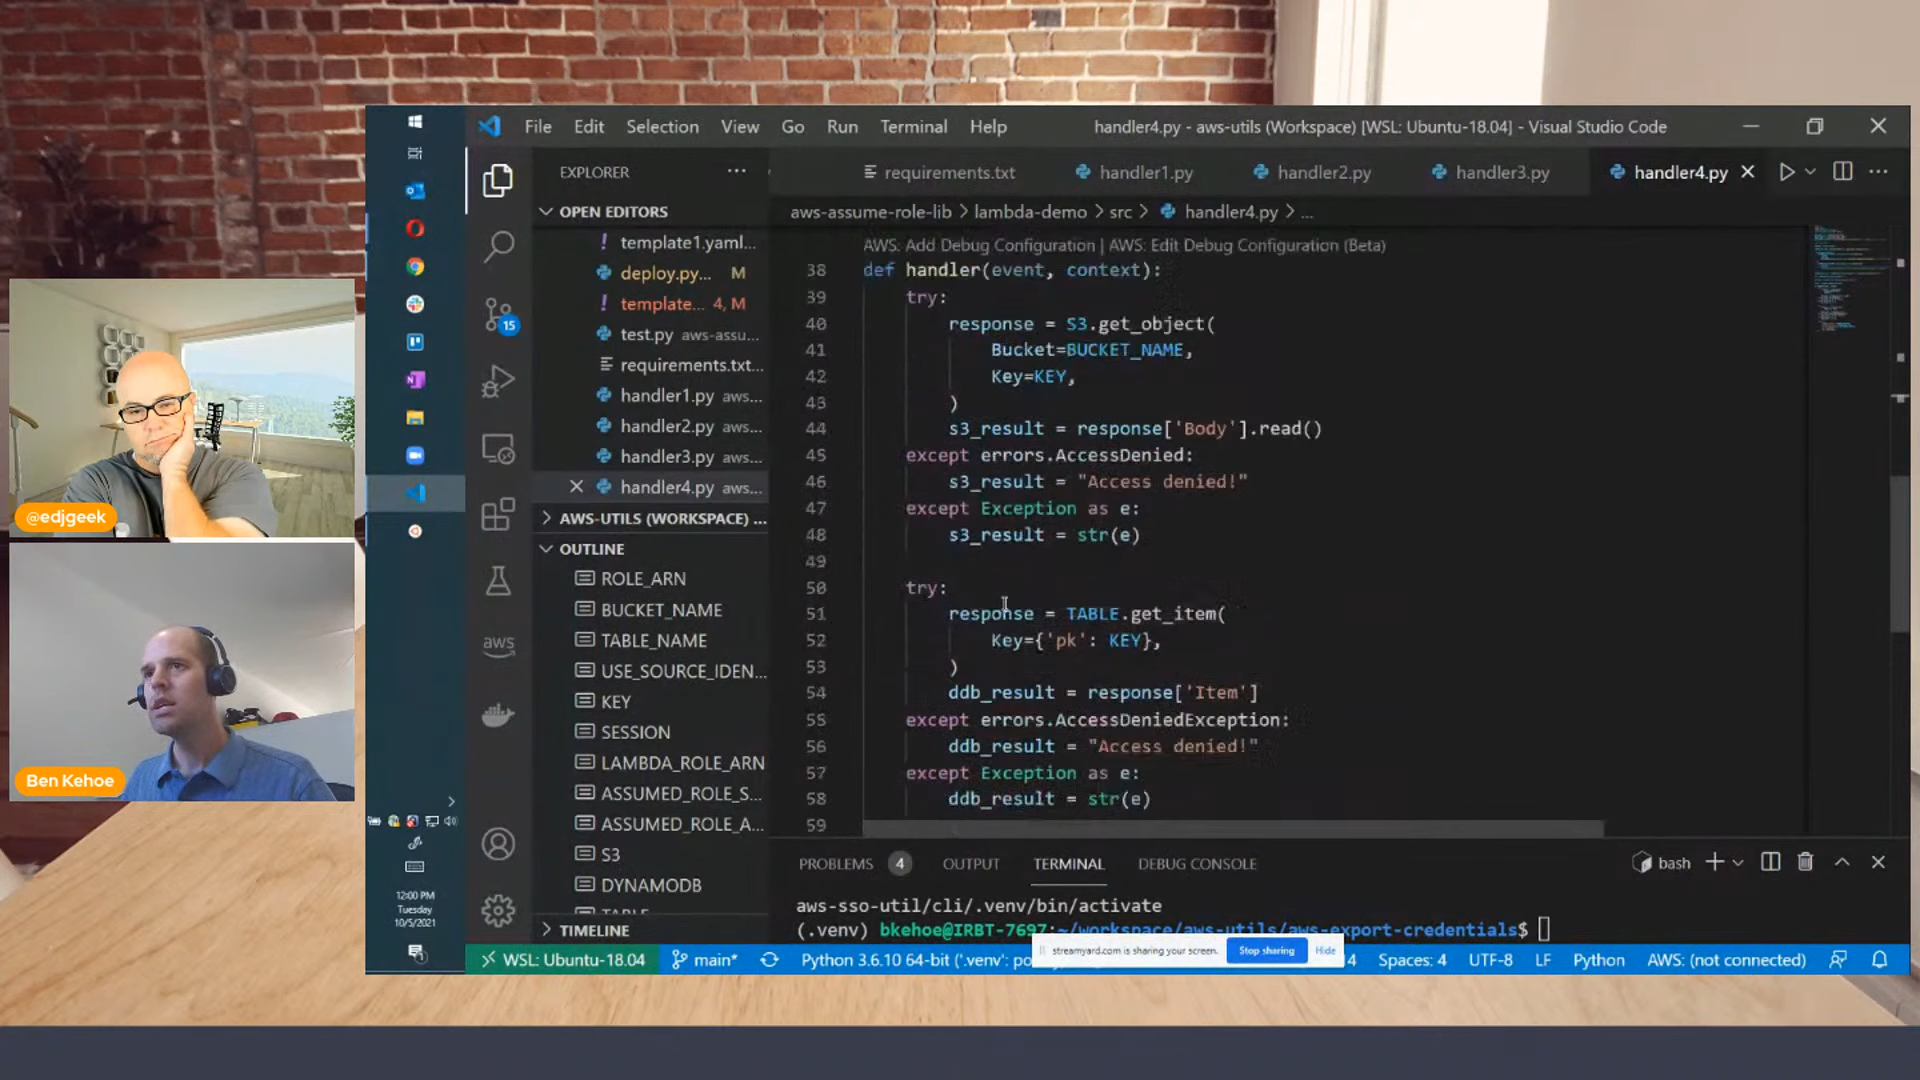 File Edit Selection View Go Run Terminal Help
handler4.py - aws-utils (Workspace) [WSL: Ubuntu-18.04] - Visual Studio Code
EXPLORER
requirements.txt
handler1.py
handler2.py
handler3.py
handler4.py
OPEN EDITORS
template1.yaml...
deploy.py... M
template... 4, M
test.py aws-assu...
requirements.txt...
handler1.py aws...
handler2.py aws...
handler3.py aws...
handler4.py aws...
AWS-UTILS (WORKSPACE) ...
OUTLINE
ROLE_ARN
BUCKET_NAME
TABLE_NAME
USE_SOURCE_IDEN...
KEY
SESSION
LAMBDA_ROLE_ARN
ASSUMED_ROLE_S...
ASSUMED_ROLE_A...
S3
DYNAMODB
TABLE
TIMELINE
15
aws
aws-assume-role-lib > lambda-demo > src > handler4.py > ...
AWS: Add Debug Configuration | AWS: Edit Debug Configuration (Beta)
38 def handler(event, context):
39 try:
40 response = S3.get_object(
41 Bucket=BUCKET_NAME,
42 Key=KEY,
43 )
44 s3_result = response['Body'].read()
45 except errors.AccessDenied:
46 s3_result = "Access denied!"
47 except Exception as e:
48 s3_result = str(e)
49
50 try:
51 response = TABLE.get_item(
52 Key={'pk': KEY},
53 )
54 ddb_result = response['Item']
55 except errors.AccessDeniedException:
56 ddb_result = "Access denied!"
57 except Exception as e:
58 ddb_result = str(e)
59
PROBLEMS 4 OUTPUT TERMINAL DEBUG CONSOLE
bash
aws-sso-util/cli/.venv/bin/activate
(.venv) bkehoe@IRBT-7697:~/workspace/aws-utils/aws-export-credentials$
streamyard.com is sharing your screen. Stop sharing Hide
WSL: Ubuntu-18.04 main* Python 3.6.10 64-bit ('.venv': po 4 Spaces: 4 UTF-8 LF Python AWS: (not connected)
12:00 PM
Tuesday
10/5/2021
@edjgeek
Ben Kehoe